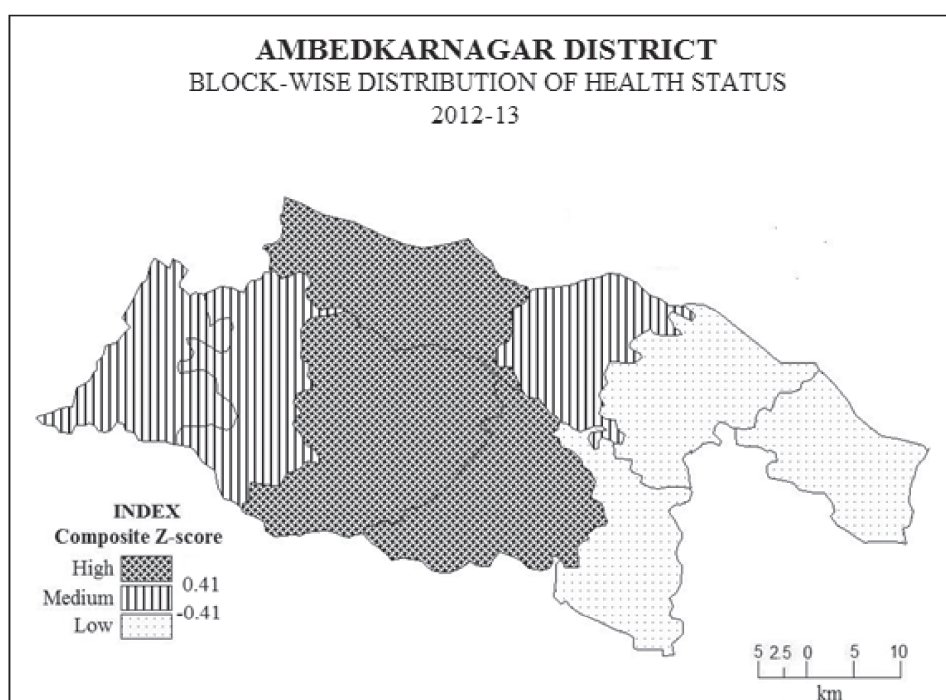 AMBEDKARNAGAR DISTRICT
BLOCK-WISE DISTRIBUTION OF HEALTH STATUS
2012-13
INDEX
Composite Z-score
High
0.41
Medium
-0.41
Low
5 2.5 0 5 10
km